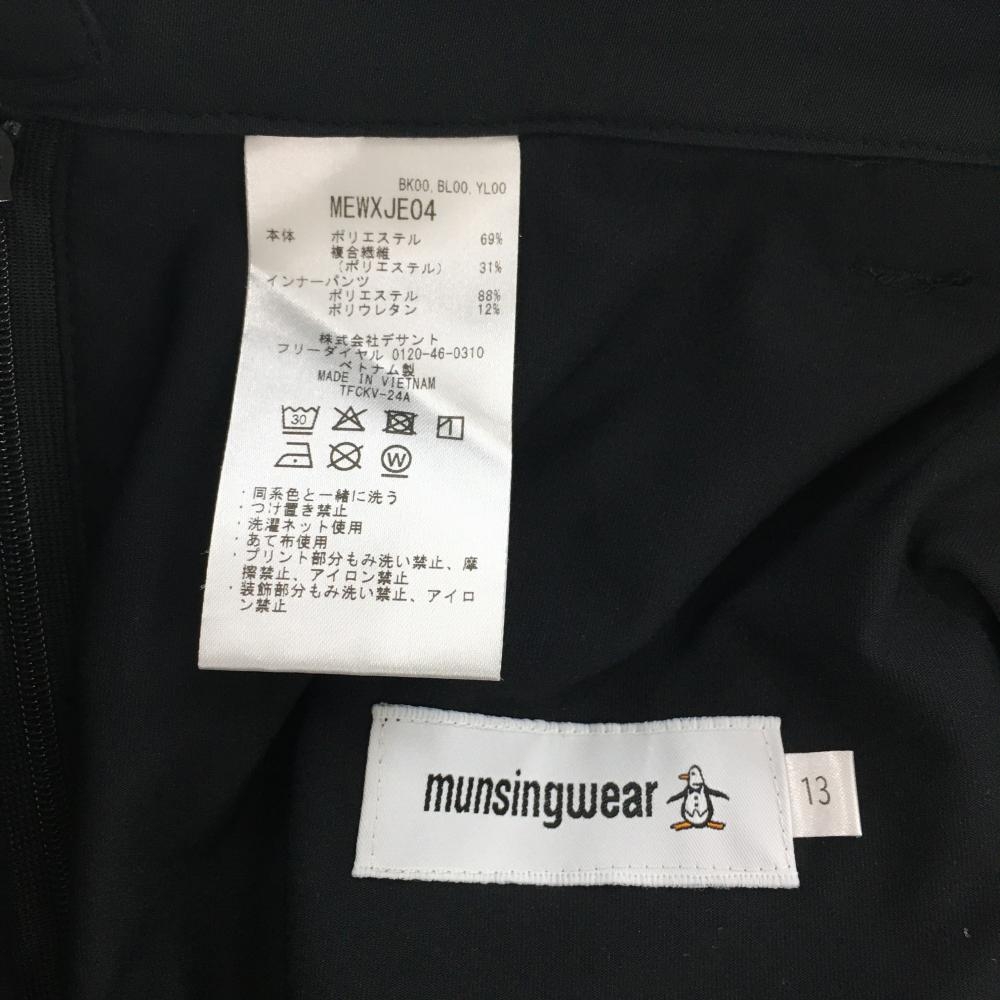 BK00, BL00, YL00
MEWXJE04
本体 ポリエステル 69%
複合繊維
(ポリエステル) 31%
インナーパンツ
ポリエステル 88%
ポリウレタン 12%
株式会社デサント
フリーダイヤル 0120-46-0310
ベトナム製
MADE IN VIETNAM
TFCKV-24A
30
W
・同系色と一緒に洗う
・つけ置き禁止
・洗濯ネット使用
・あて布使用
・プリント部分もみ洗い禁止、摩
擦禁止、アイロン禁止
・装飾部分もみ洗い禁止、アイロ
ン禁止
munsingwear
13